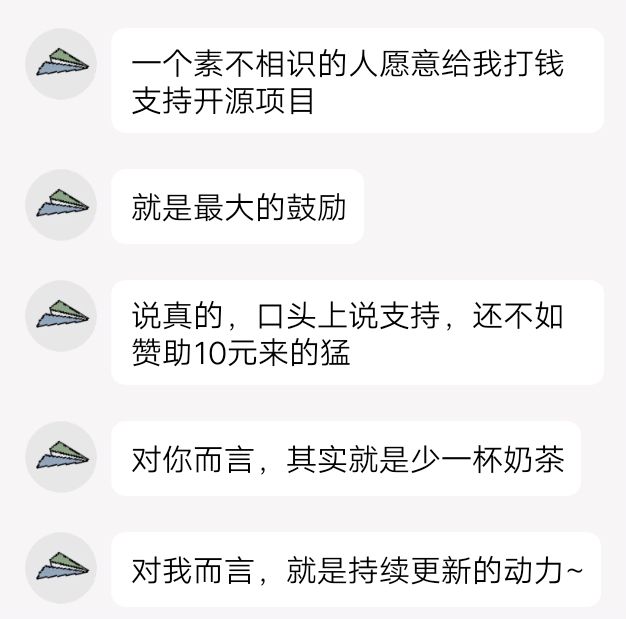 一个素不相识的人愿意给我打钱
支持开源项目
就是最大的鼓励
说真的，口头上说支持，还不如
赞助10元来的猛
对你而言，其实就是少一杯奶茶
对我而言，就是持续更新的动力~